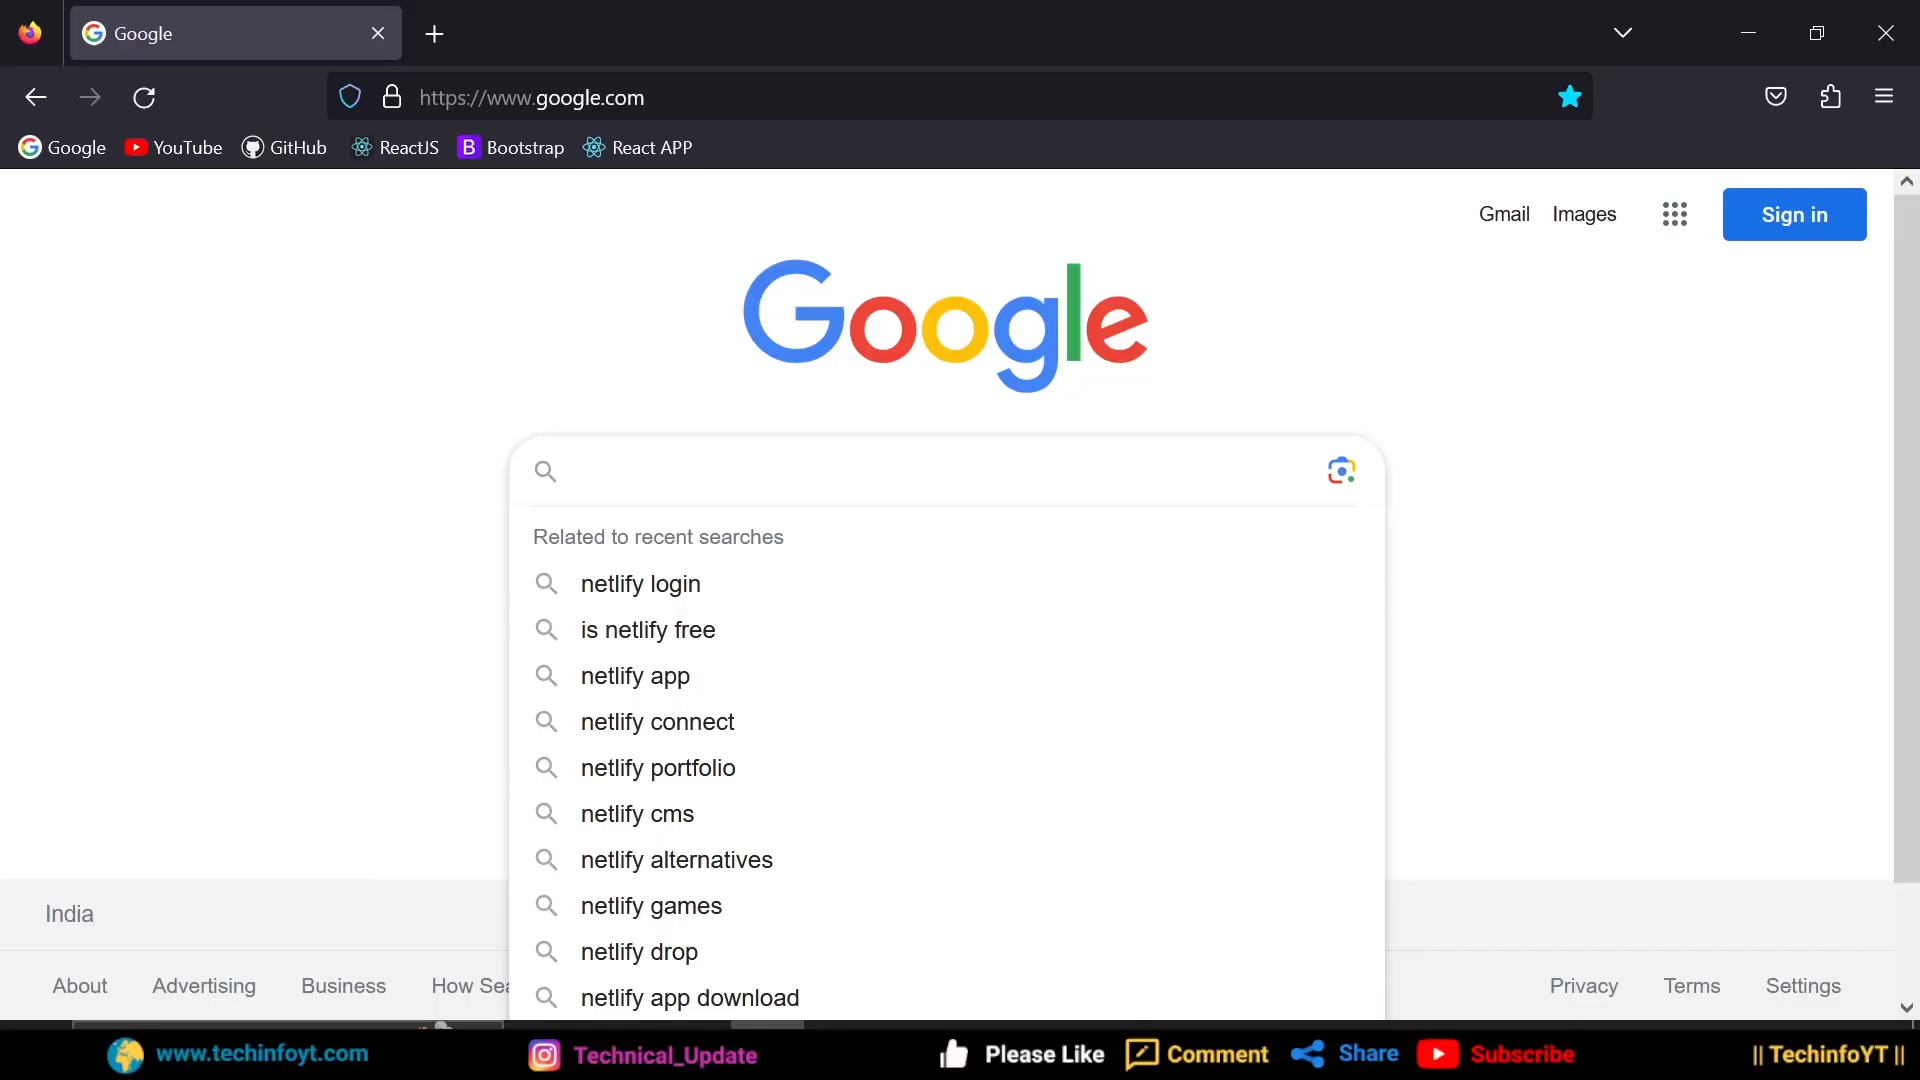 Google
https://www.google.com
Google YouTube GitHub ReactJS Bootstrap React APP
Gmail Images Sign in
Google
Related to recent searches
netlify login
is netlify free
netlify app
netlify connect
netlify portfolio
netlify cms
netlify alternatives
netlify games
netlify drop
netlify app download
India
About Advertising Business How Sea
Privacy Terms Settings
www.techinfoyt.com Technical_Update Please Like Comment Share Subscribe || TechinfoYT ||